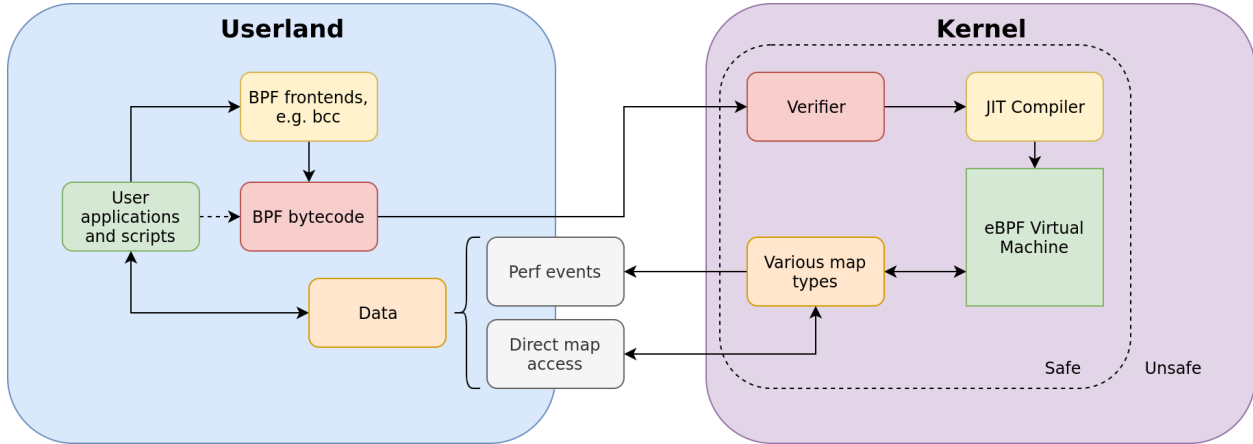 Userland
BPF frontends,
e.g. bcc
User
applications
and scripts
BPF bytecode
Data
Perf events
Direct map
access
Kernel
Verifier
JIT Compiler
eBPF Virtual
Machine
Various map
types
Safe
Unsafe